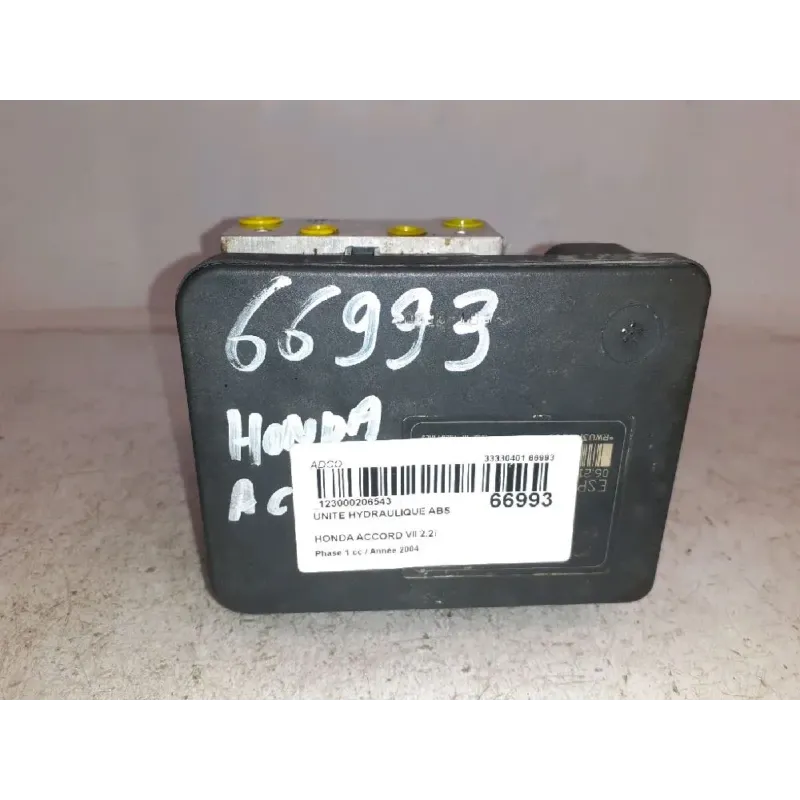 66993
HONDA
AC
ADCO
33330401 66993
123000206543
66993
UNITE HYDRAULIQUE ABS
HONDA ACCORD VII 2.2i
Phase 1 cc / Année 2004
ESP